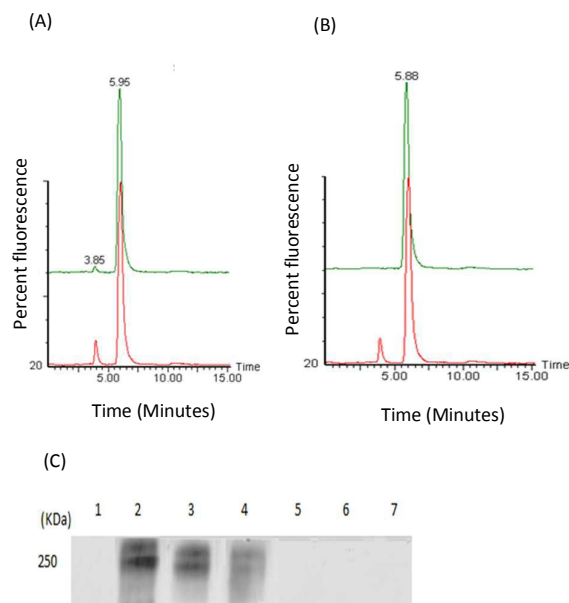 (A)
(B)
5.95
3.85
Percent fluorescence
20
Time
5.00 10.00 15.00
Time (Minutes)
5.88
Percent fluorescence
20
Time
5.00 10.00 15.00
Time (Minutes)
(C)
1 2 3 4 5 6 7
(KDa)
250